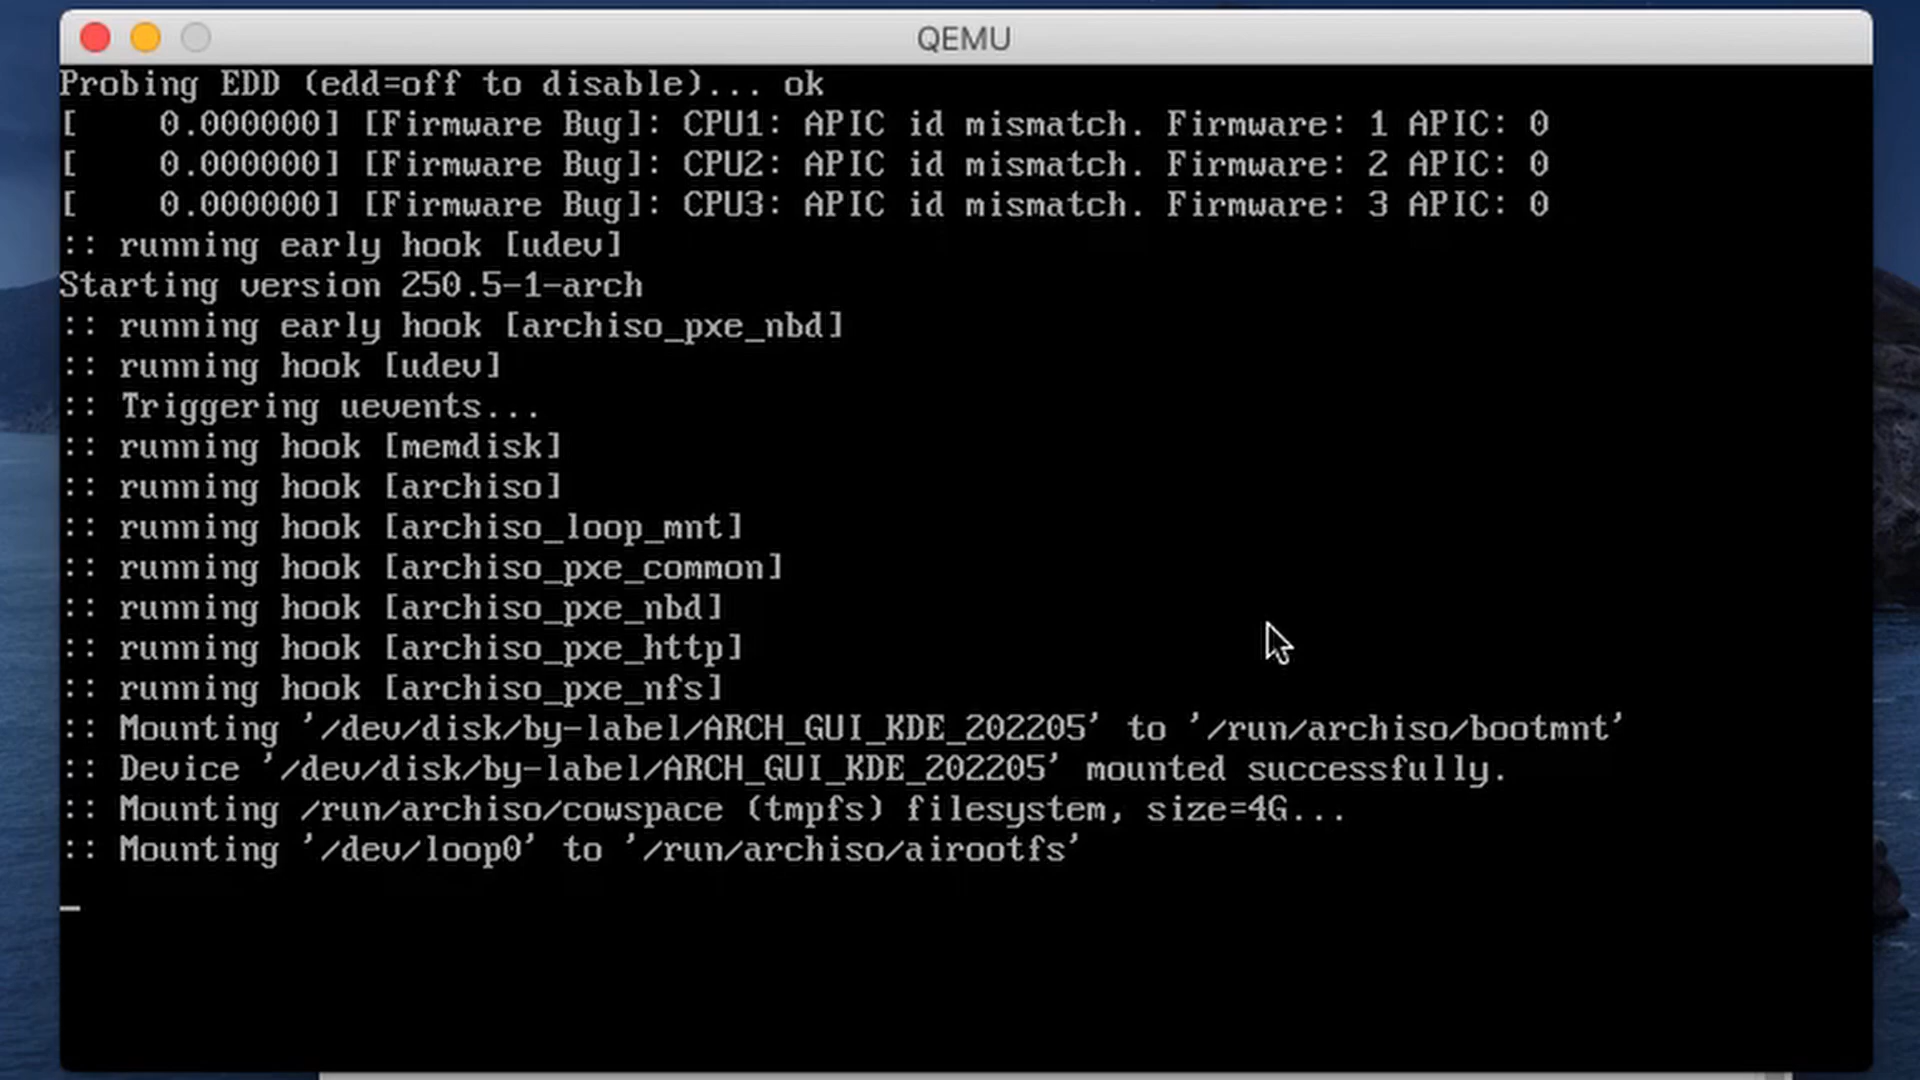 QEMU
Probing EDD (edd=off to disable)... ok
[    0.000000] [Firmware Bug]: CPU1: APIC id mismatch. Firmware: 1 APIC: 0
[    0.000000] [Firmware Bug]: CPU2: APIC id mismatch. Firmware: 2 APIC: 0
[    0.000000] [Firmware Bug]: CPU3: APIC id mismatch. Firmware: 3 APIC: 0
:: running early hook [udev]
Starting version 250.5-1-arch
:: running early hook [archiso_pxe_nbd]
:: running hook [udev]
:: Triggering uevents...
:: running hook [memdisk]
:: running hook [archiso]
:: running hook [archiso_loop_mnt]
:: running hook [archiso_pxe_common]
:: running hook [archiso_pxe_nbd]
:: running hook [archiso_pxe_http]
:: running hook [archiso_pxe_nfs]
:: Mounting '/dev/disk/by-label/ARCH_GUI_KDE_202205' to '/run/archiso/bootmnt'
:: Device '/dev/disk/by-label/ARCH_GUI_KDE_202205' mounted successfully.
:: Mounting /run/archiso/cowspace (tmpfs) filesystem, size=4G...
:: Mounting '/dev/loop0' to '/run/archiso/airootfs'